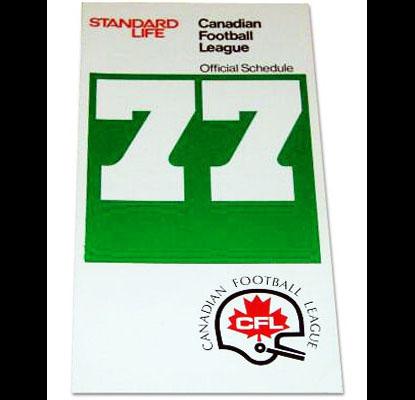 STANDARD
LIFE
Canadian
Football
League
Official Schedule
77
CANADIAN FOOTBALL LEAGUE
CFL